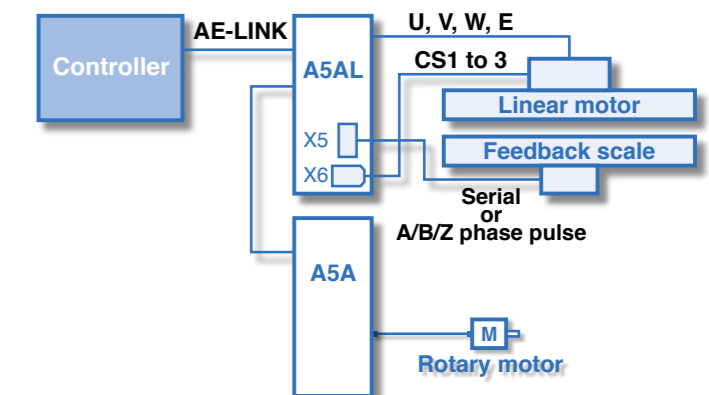 AE-LINK
U, V, W, E
Controller
A5AL
CS1 to 3
Linear motor
X5
Feedback scale
X6
Serial
or
A/B/Z phase pulse
A5A
M
Rotary motor